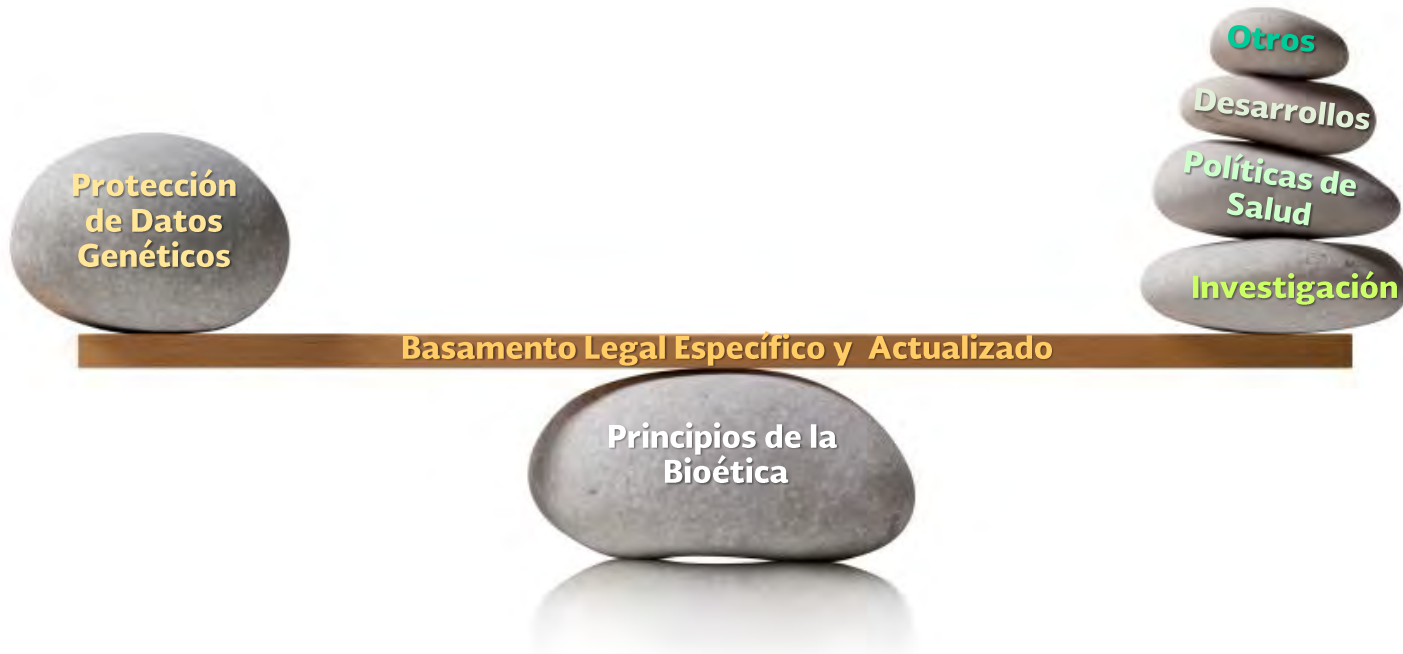 Otros
Desarrollos
Políticas de
Salud
Investigación
Protección
de Datos
Genéticos
Basamento Legal Específico y Actualizado
Principios de la
Bioética